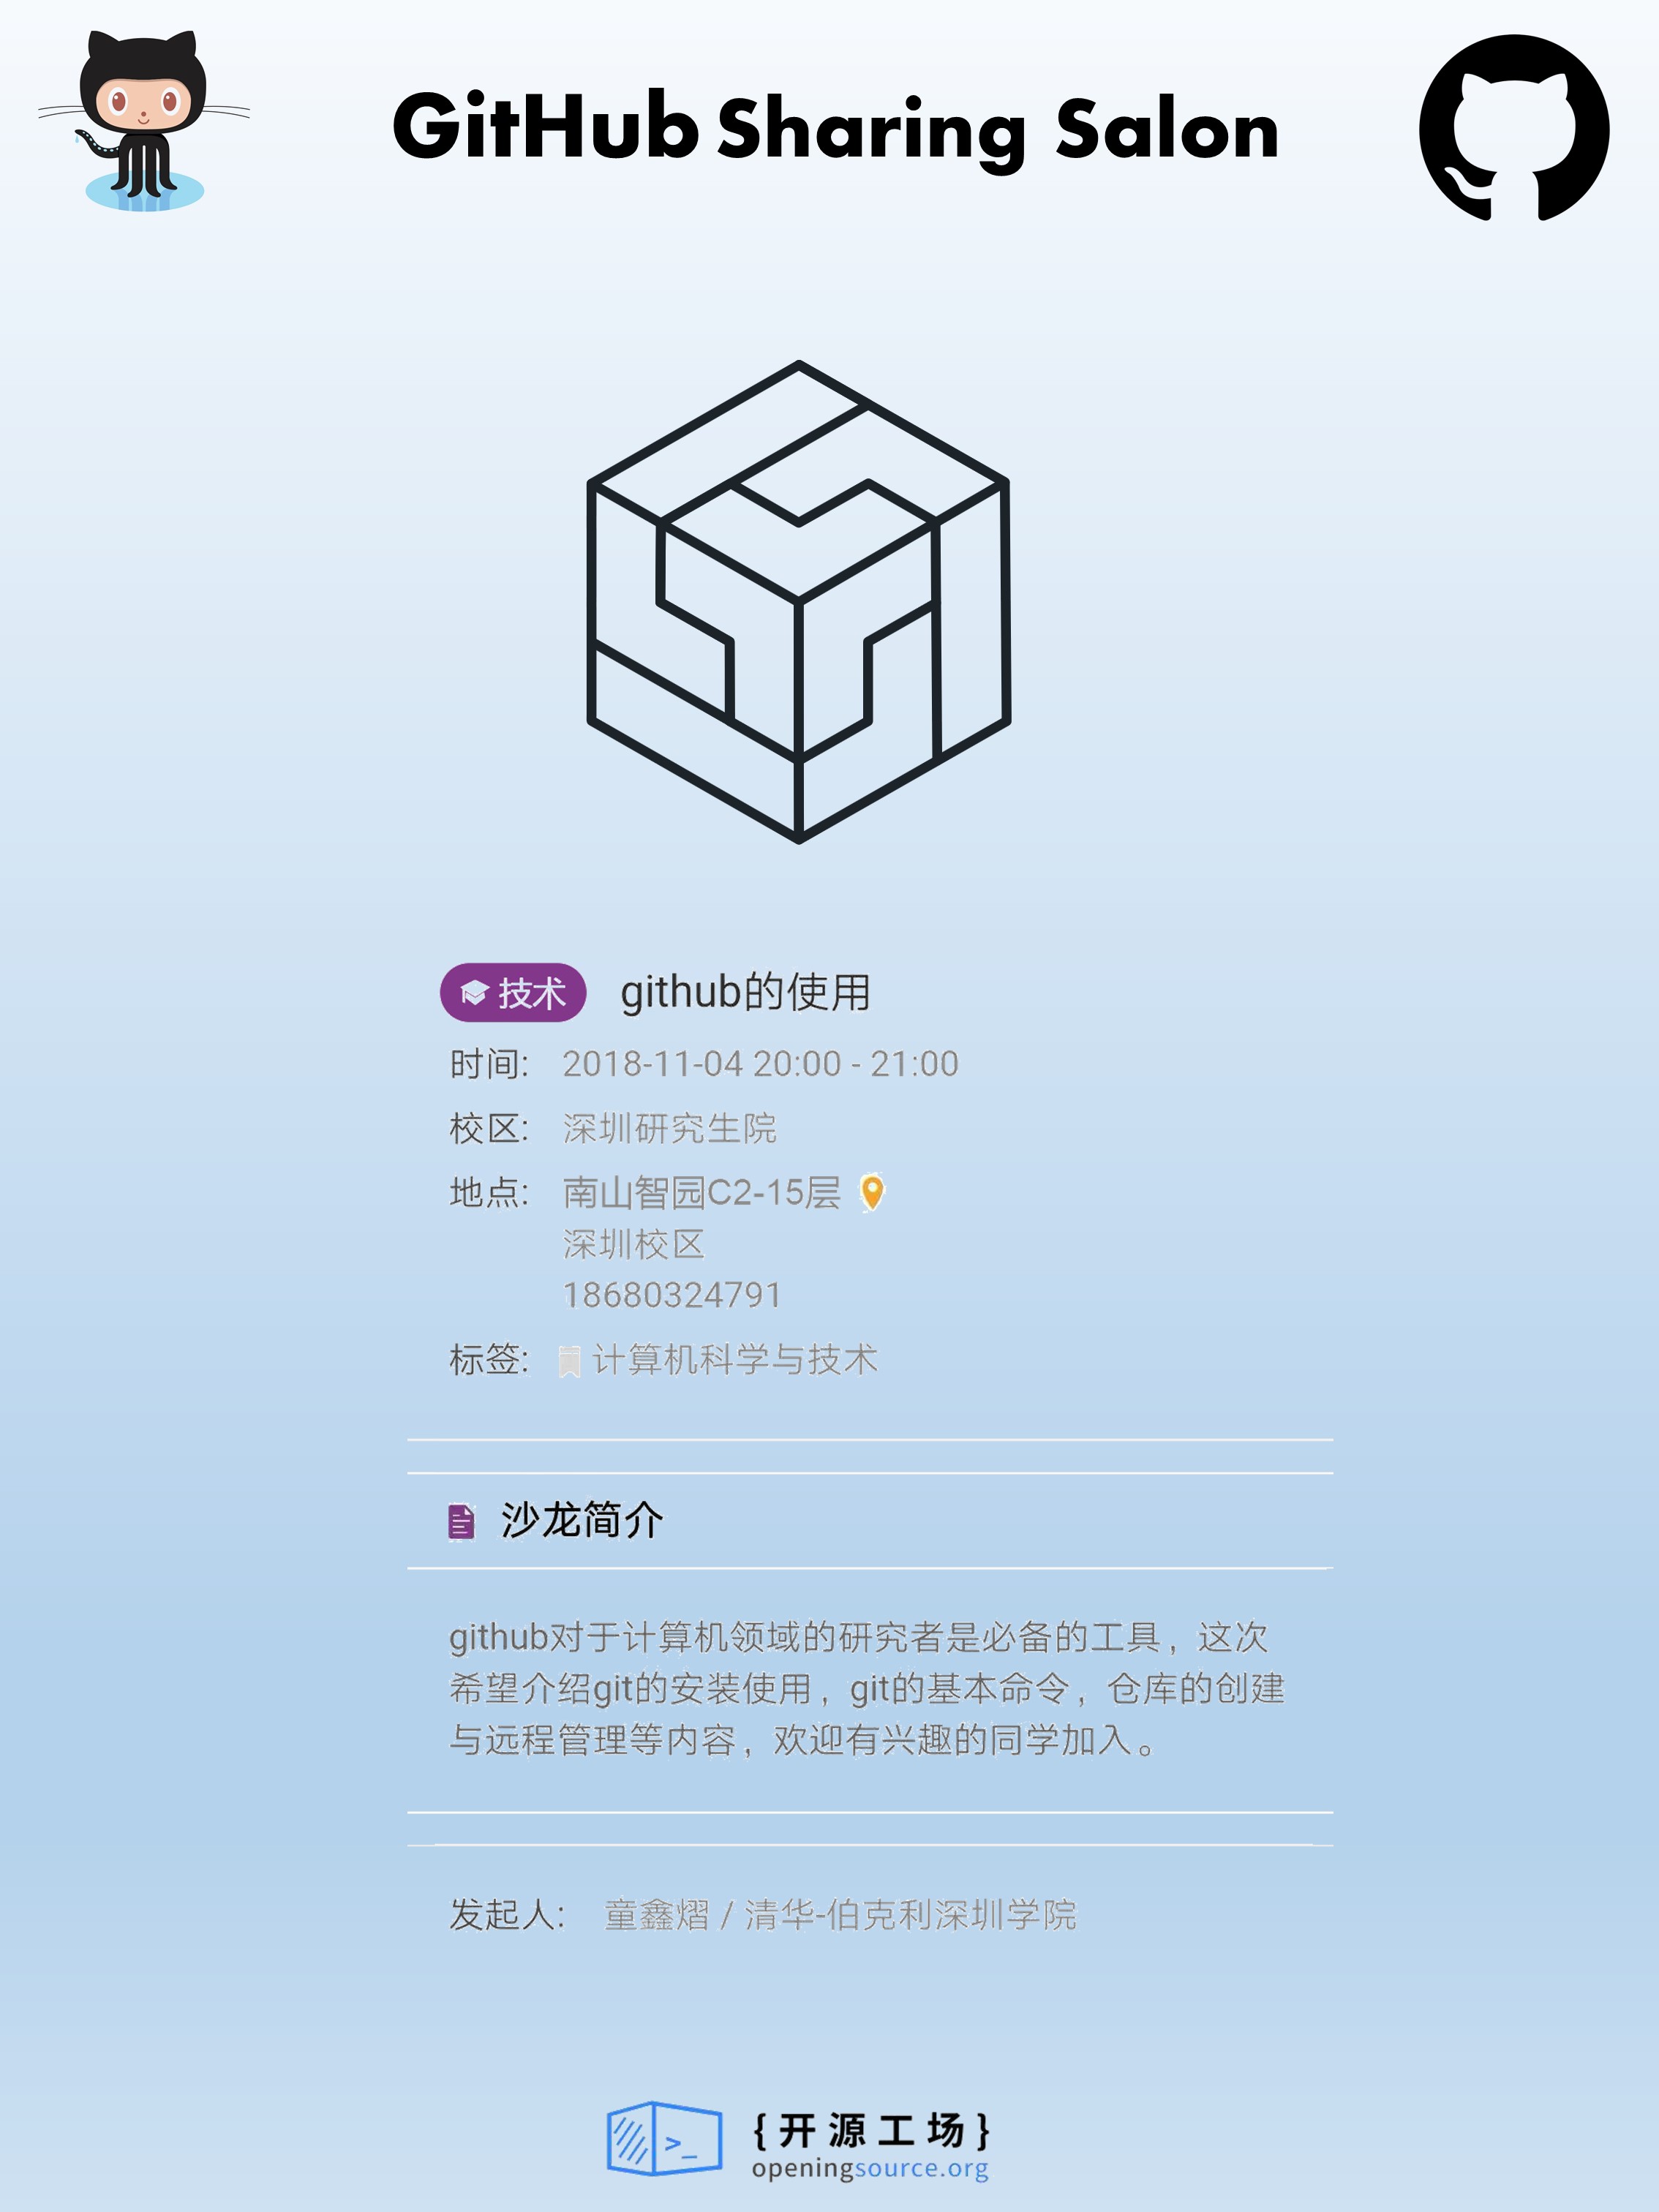 GitHub Sharing Salon
技术 github的使用
时间: 2018-11-04 20:00 - 21:00
校区: 深圳研究生院
地点: 南山智园C2-15层
深圳校区
18680324791
标签: 计算机科学与技术
沙龙简介
github对于计算机领域的研究者是必备的工具，这次
希望介绍git的安装使用，git的基本命令，仓库的创建
与远程管理等内容，欢迎有兴趣的同学加入。
发起人: 童鑫熠 / 清华-伯克利深圳学院
>_
{开源工场}
openingsource.org